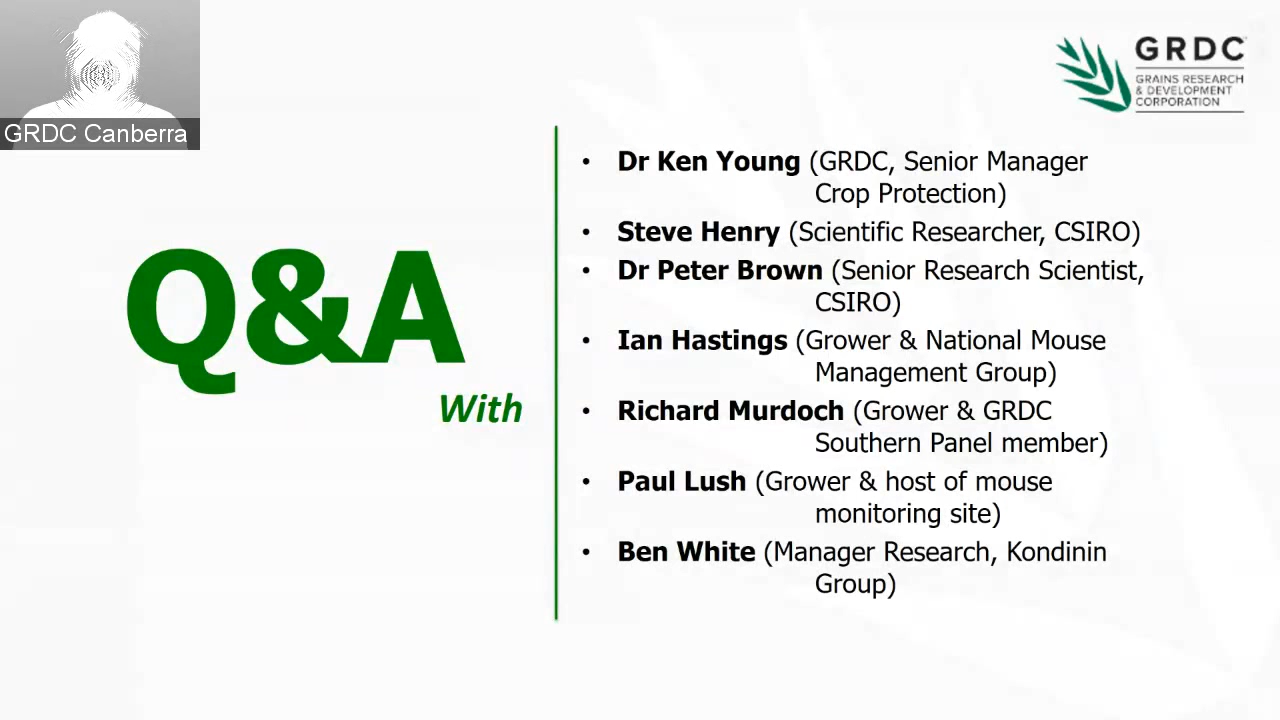 GRDC Canberra
GRDC
GRAINS RESEARCH
& DEVELOPMENT
CORPORATION
Q&A
With
• Dr Ken Young (GRDC, Senior Manager
Crop Protection)
• Steve Henry (Scientific Researcher, CSIRO)
• Dr Peter Brown (Senior Research Scientist,
CSIRO)
• Ian Hastings (Grower & National Mouse
Management Group)
• Richard Murdoch (Grower & GRDC
Southern Panel member)
• Paul Lush (Grower & host of mouse
monitoring site)
• Ben White (Manager Research, Kondinin
Group)